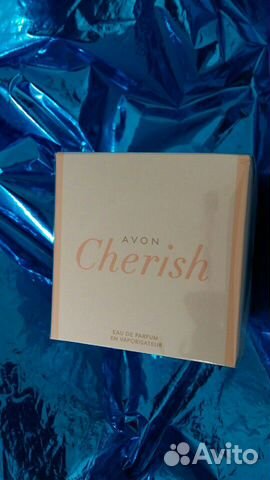 AVON
Cherish
EAU DE PARFUM
EN VAPORISATEUR
Avito